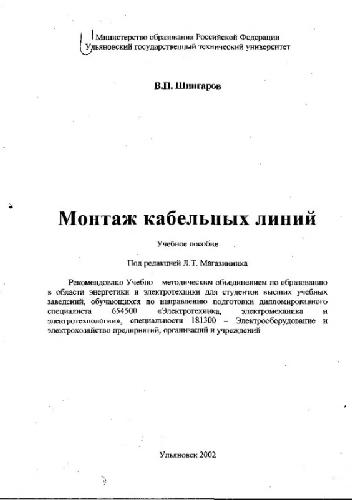 Министерство образования Российской Федерации
Ульяновский государственный технический университет
В.П. Шингаров
Монтаж кабельных линий
Учебное пособие
Под редакцией Л.Т. Магазинника
Рекомендовано Учебно методическим объединением по образованию
в области энергетики и электротехники для студентов высших учебных
заведений, обучающихся по направлению подготовки дипломированного
специалиста 654500 «Электротехника, электромеханика и
электротехнологии», специальности 181300 – Электрооборудование и
электрохозяйство предприятий, организаций и учреждений
Ульяновск 2002